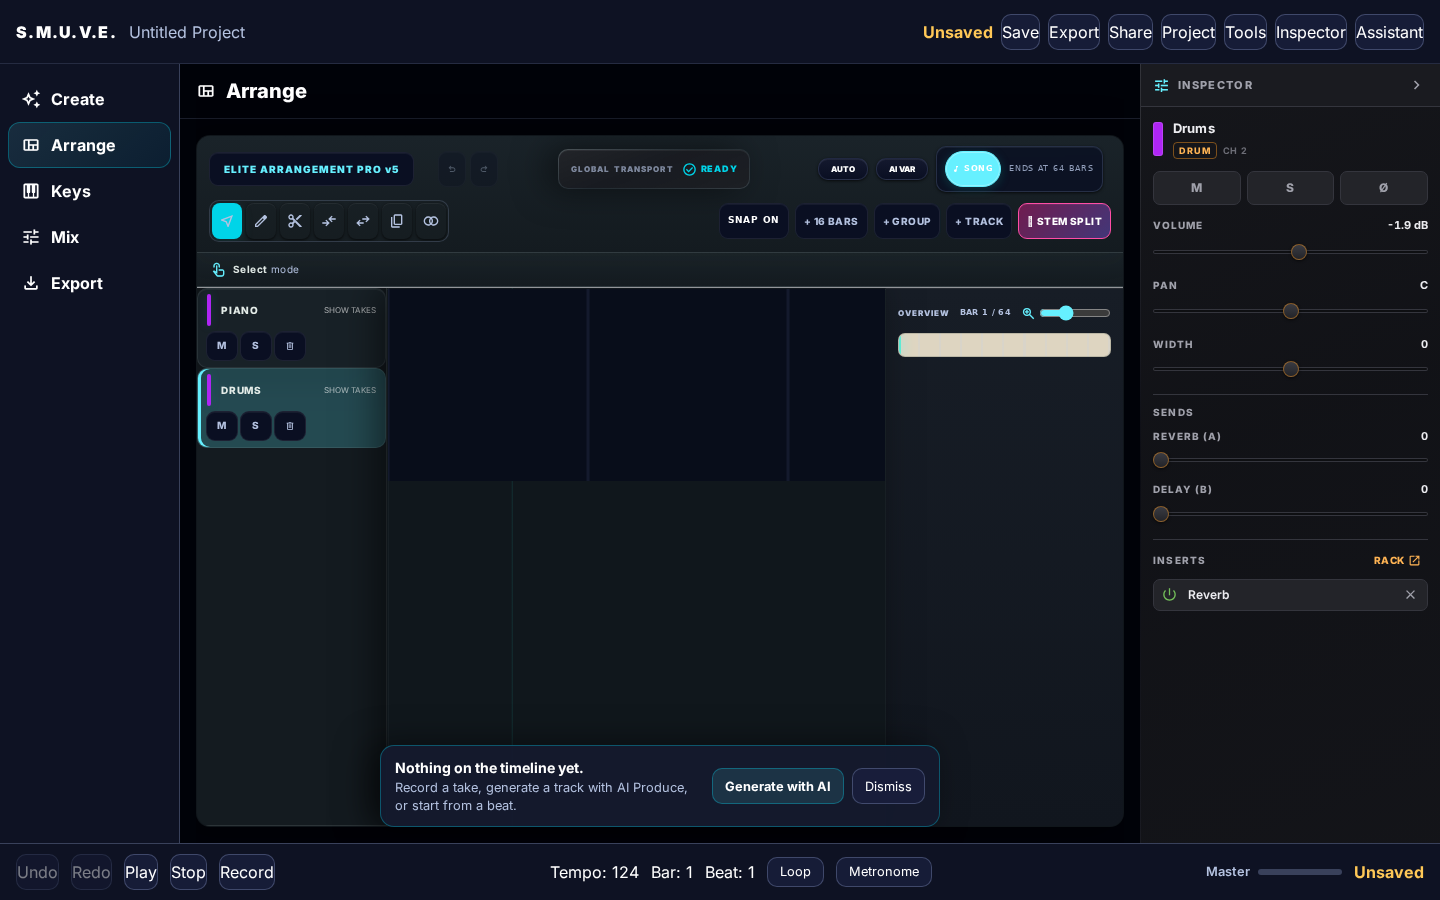 S.M.U.V.E. Untitled Project
Unsaved Save Export Share Project Tools Inspector Assistant
Create
Arrange
Keys
Mix
Export
Arrange
ELITE ARRANGEMENT PRO v5
GLOBAL TRANSPORT READY
AUTO AI VAR ♪ SONG ENDS AT 64 BARS
SNAP ON + 16 BARS + GROUP + TRACK STEM SPLIT
Select mode
PIANO SHOW TAKES
M S
DRUMS SHOW TAKES
M S
OVERVIEW BAR 1 / 64
Nothing on the timeline yet.
Record a take, generate a track with AI Produce,
or start from a beat.
Generate with AI Dismiss
INSPECTOR
Drums
DRUM CH 2
M S Ø
VOLUME -1.9 dB
PAN C
WIDTH 0
SENDS
REVERB (A) 0
DELAY (B) 0
INSERTS RACK
Reverb
Undo Redo Play Stop Record
Tempo: 124 Bar: 1 Beat: 1 Loop Metronome
Master Unsaved